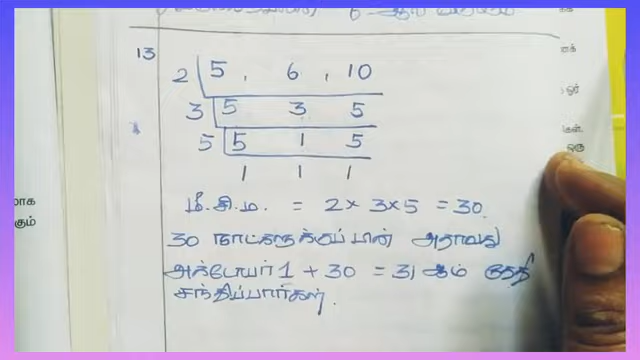 13
2 | 5 , 6 , 10
3 | 5 3 5
5 | 5 1 5
1 1 1
மீ.சி.ம. = 2 × 3 × 5 = 30.
30 நாட்களுக்குப்பின் அதாவது
அக்டோபர் 1 + 30 = 31 ஆம் தேதி
சந்திப்பார்கள்.
கும்
ஒரு